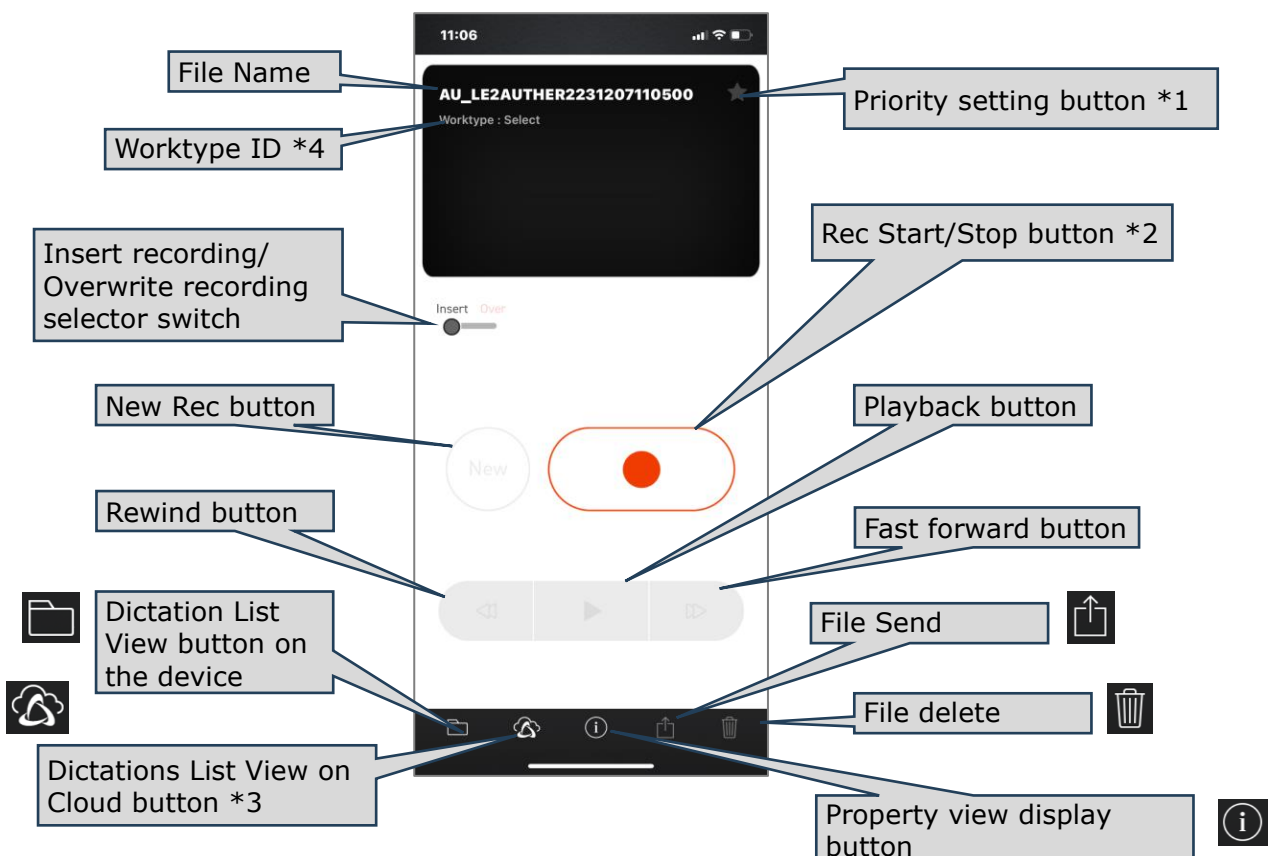 11:06
File Name
AU_LE2AUTHER2231207110500
Priority setting button *1
Worktype : Select
Worktype ID *4
Rec Start/Stop button *2
Insert recording/
Overwrite recording
selector switch
Insert Over
New Rec button
Playback button
New
Rewind button
Fast forward button
Dictation List
View button on
the device
File Send
File delete
Dictations List View on
Cloud button *3
Property view display
button